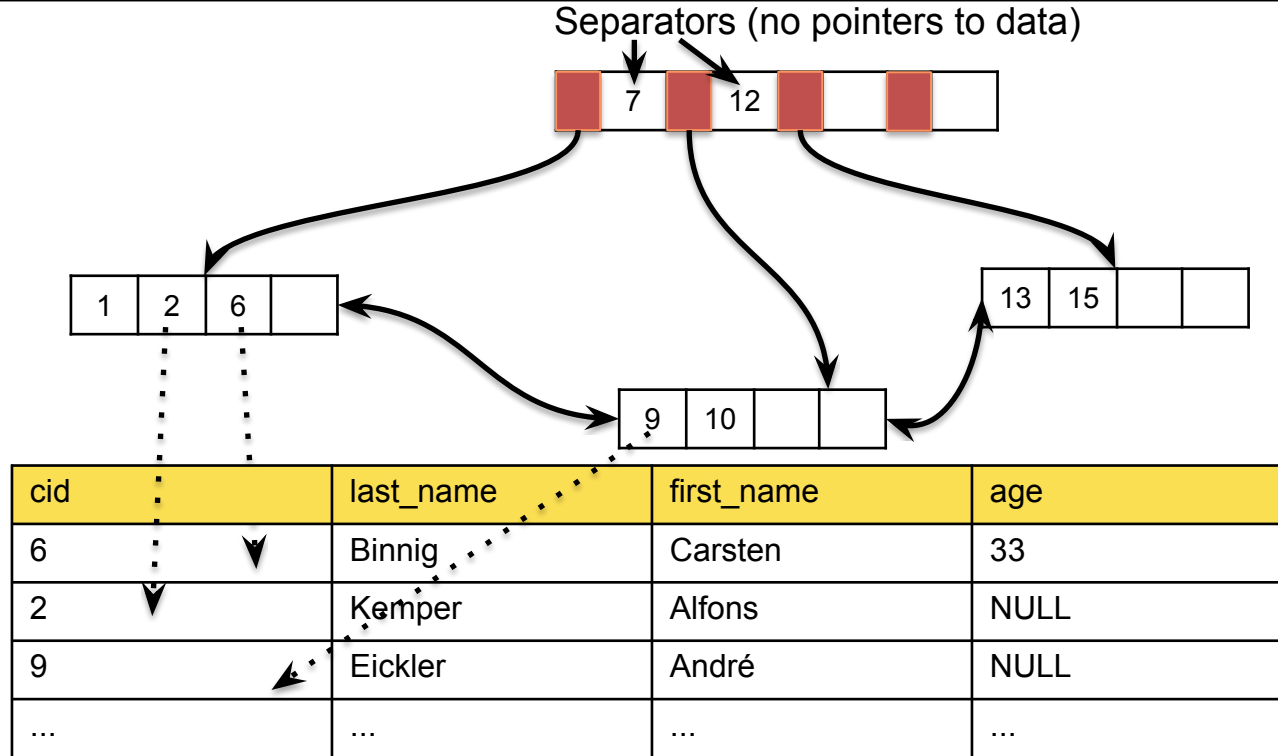 Separators (no pointers to data)
7 12
1 2 6
13 15
9 10
cid last_name first_name age
6 Binnig Carsten 33
2 Kemper Alfons NULL
9 Eickler André NULL
... ... ... ...